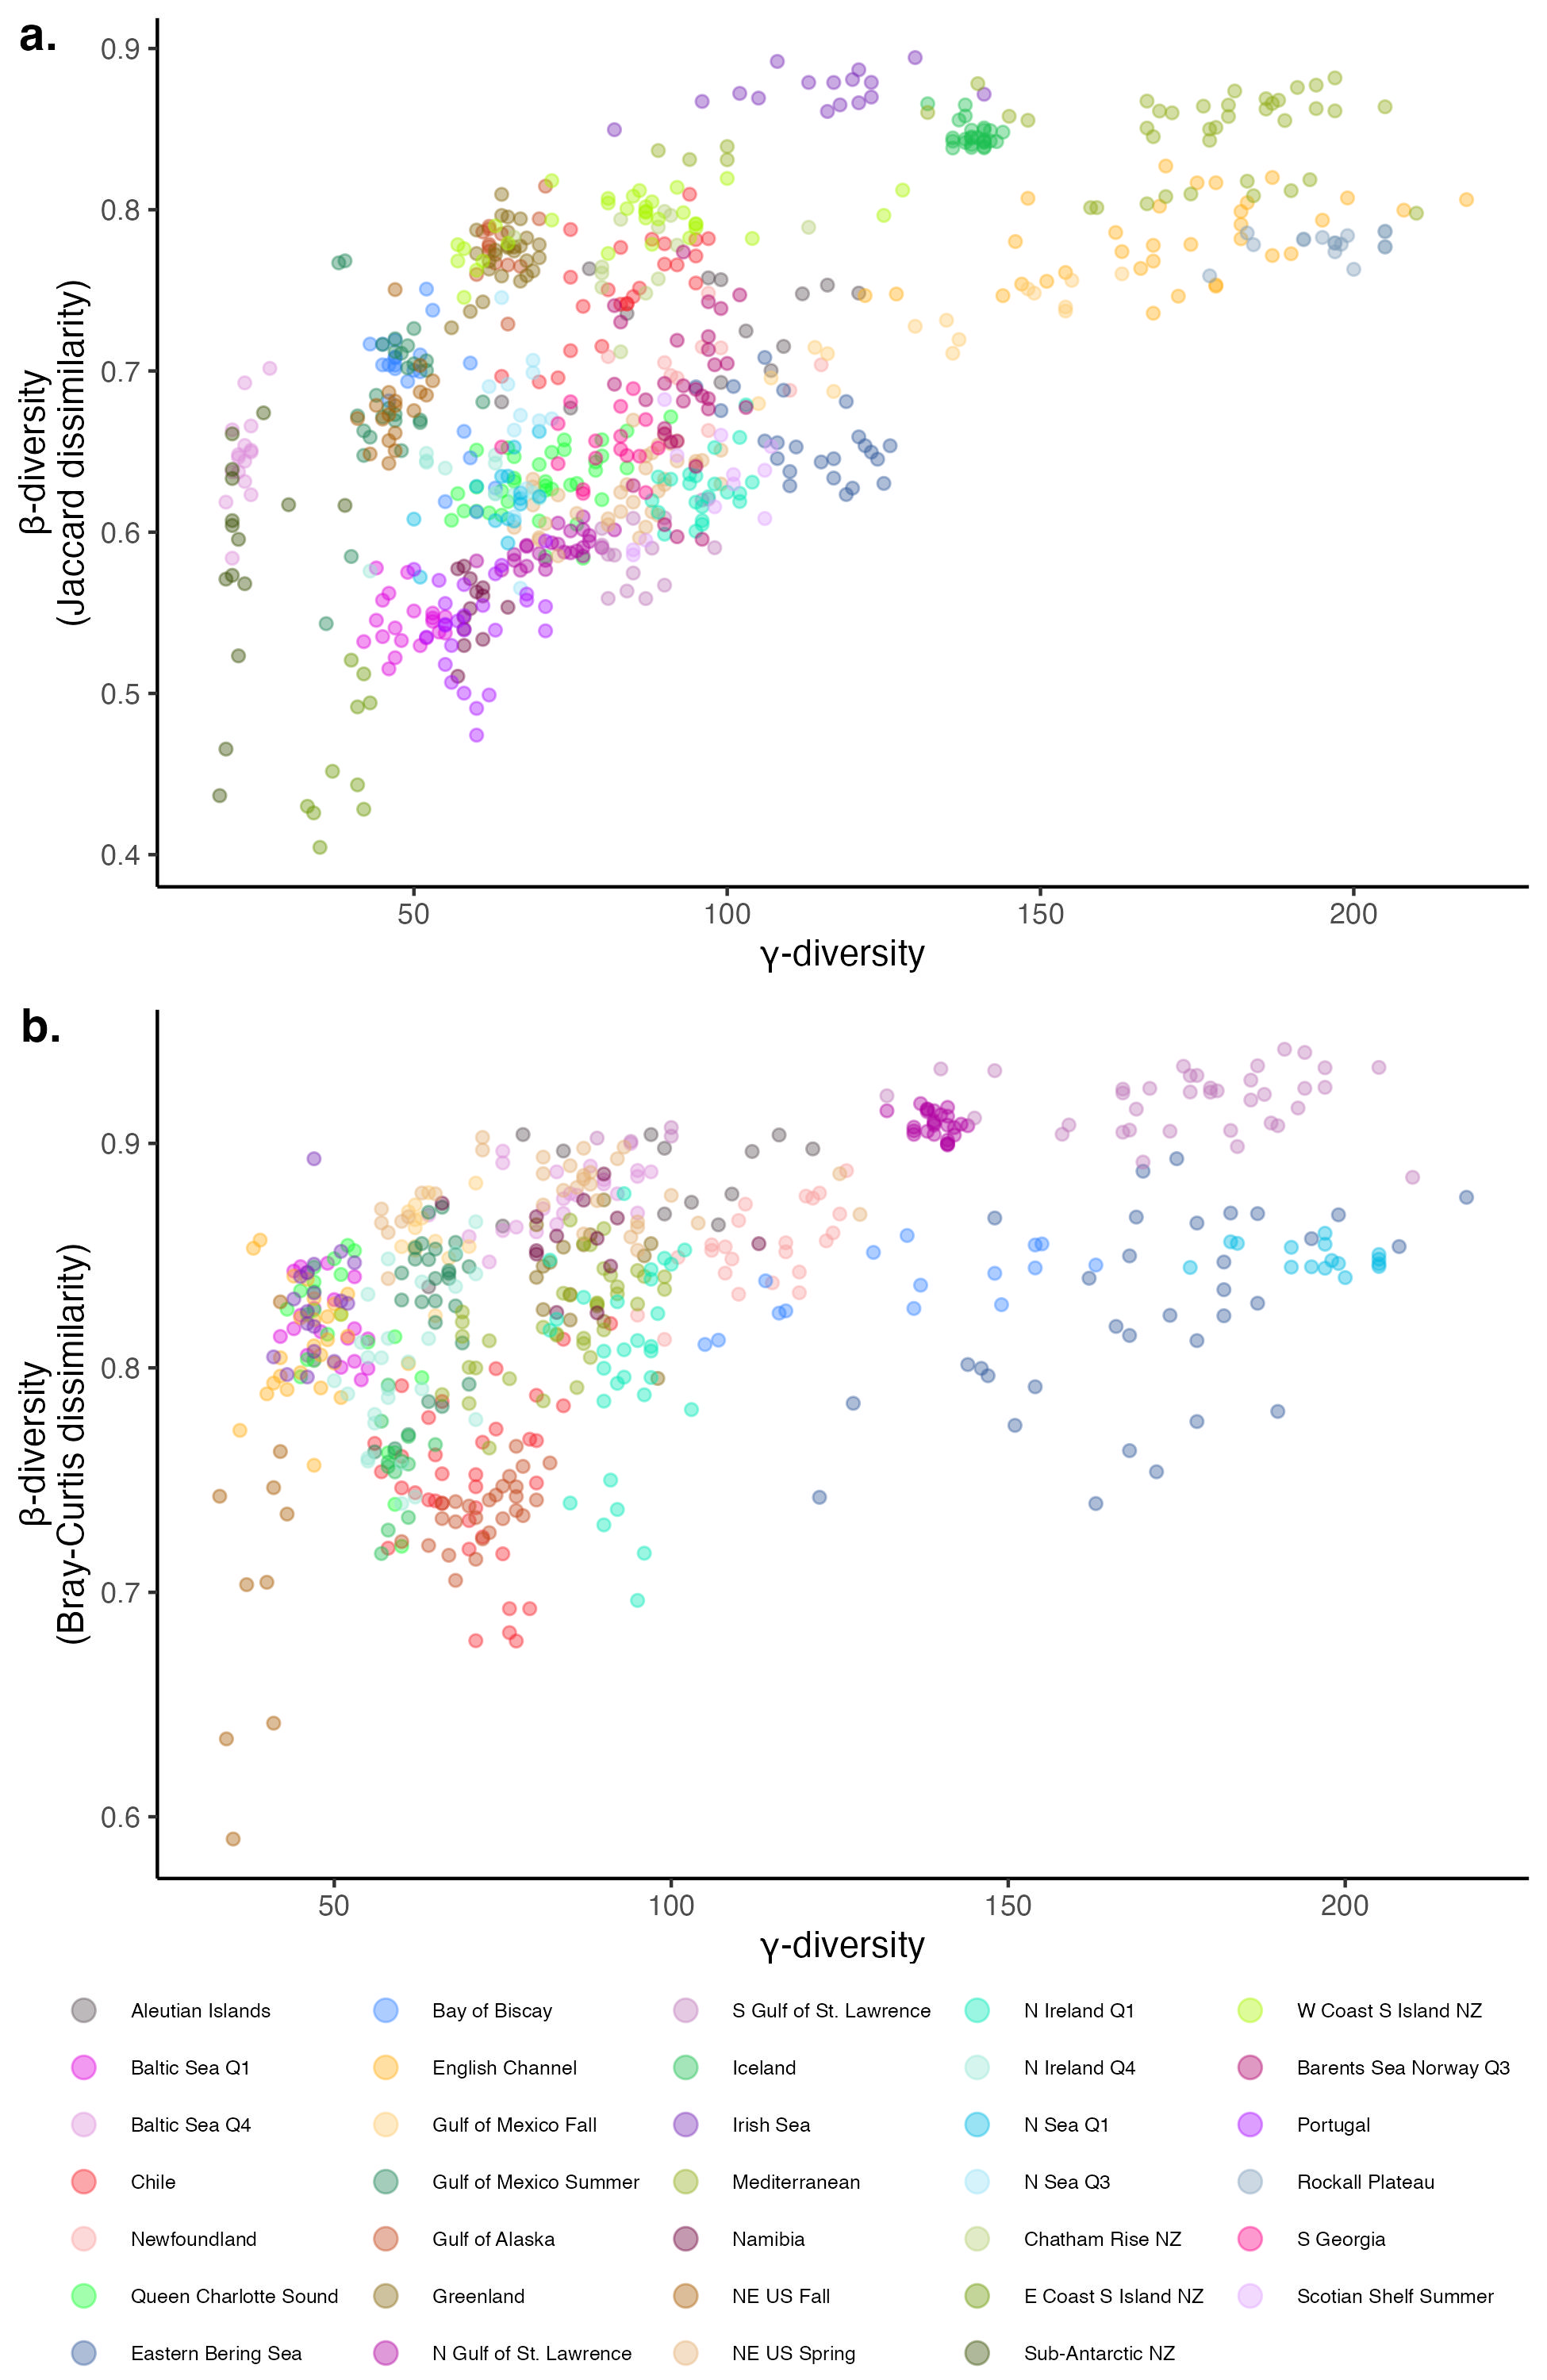 a.
0.9
0.8
0.7
0.6
0.5
0.4
β-diversity
(Jaccard dissimilarity)
50 100 150 200
γ-diversity
b.
0.9
0.8
0.7
0.6
β-diversity
(Bray-Curtis dissimilarity)
50 100 150 200
γ-diversity
Aleutian Islands Bay of Biscay S Gulf of St. Lawrence N Ireland Q1 W Coast S Island NZ
Baltic Sea Q1 English Channel Iceland N Ireland Q4 Barents Sea Norway Q3
Baltic Sea Q4 Gulf of Mexico Fall Irish Sea N Sea Q1 Portugal
Chile Gulf of Mexico Summer Mediterranean N Sea Q3 Rockall Plateau
Newfoundland Gulf of Alaska Namibia Chatham Rise NZ S Georgia
Queen Charlotte Sound Greenland NE US Fall E Coast S Island NZ Scotian Shelf Summer
Eastern Bering Sea N Gulf of St. Lawrence NE US Spring Sub-Antarctic NZ